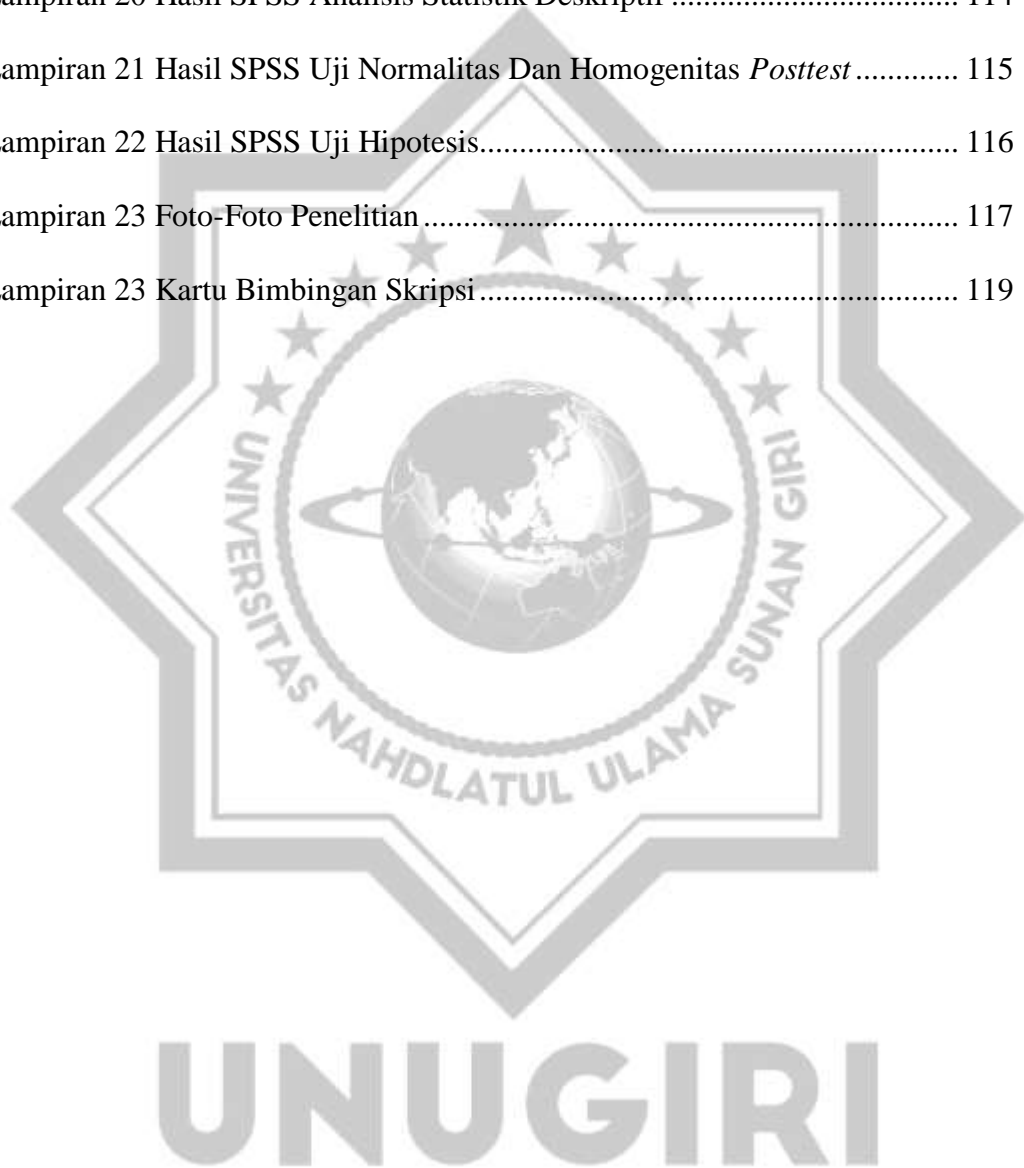 ampiran 20 Hasil SPSS Analisis Statistik Deskriptif ................................... 114
ampiran 21 Hasil SPSS Uji Normalitas Dan Homogenitas Posttest ............. 115
ampiran 22 Hasil SPSS Uji Hipotesis........................................................... 116
ampiran 23 Foto-Foto Penelitian .................................................................. 117
ampiran 23 Kartu Bimbingan Skripsi ........................................................... 119
UNIVERSITAS NAHDLATUL ULAMA SUNAN GIRI
UNUGIRI